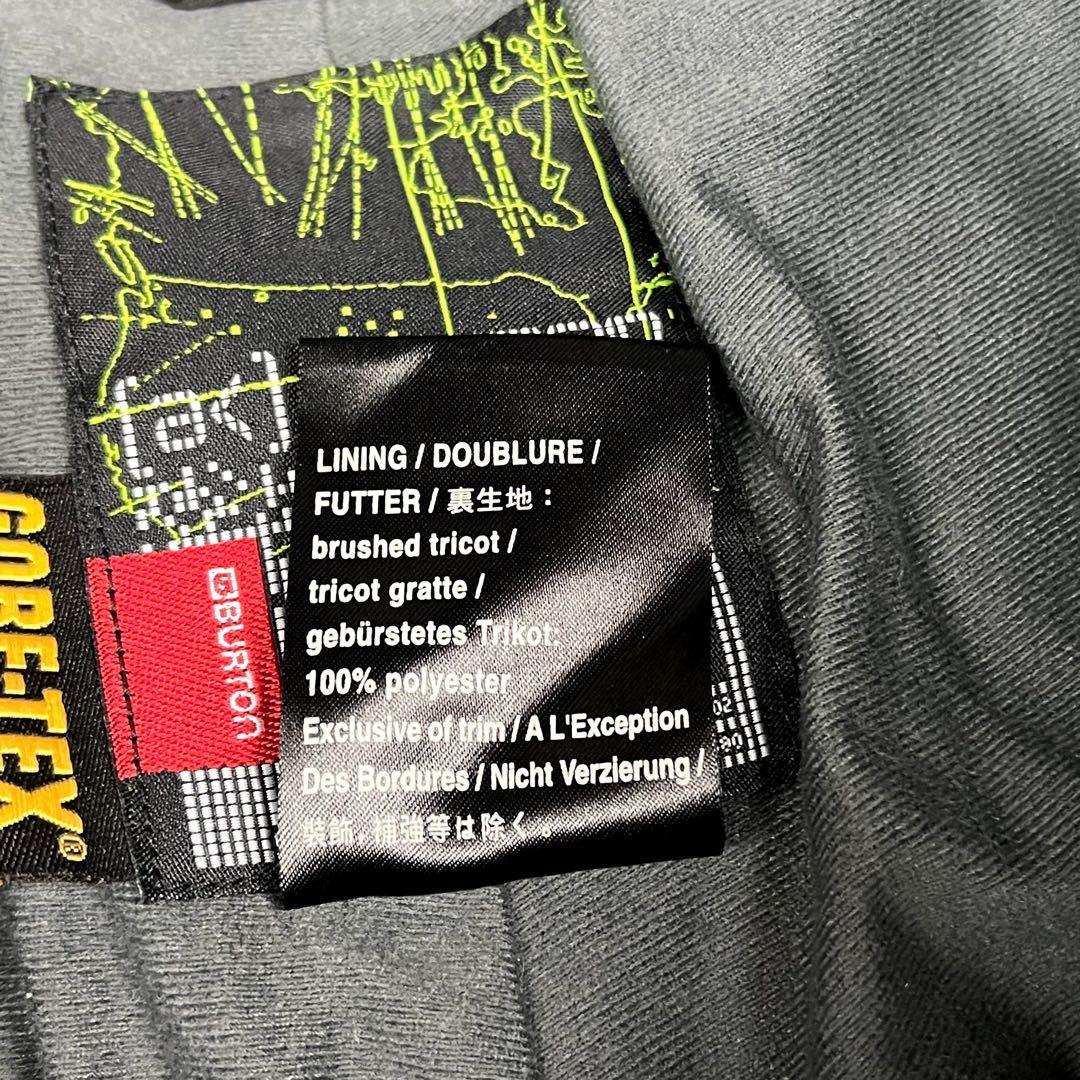 LINING / DOUBLURE /
FUTTER / 裏生地：
brushed tricot /
tricot gratte /
gebürstetes Trikot:
100% polyester
Exclusive of trim / A L'Exception
Des Bordures / Nicht Verzierung /
装飾、補強等は除く。
BURTON
GORE-TEX®
[ak]